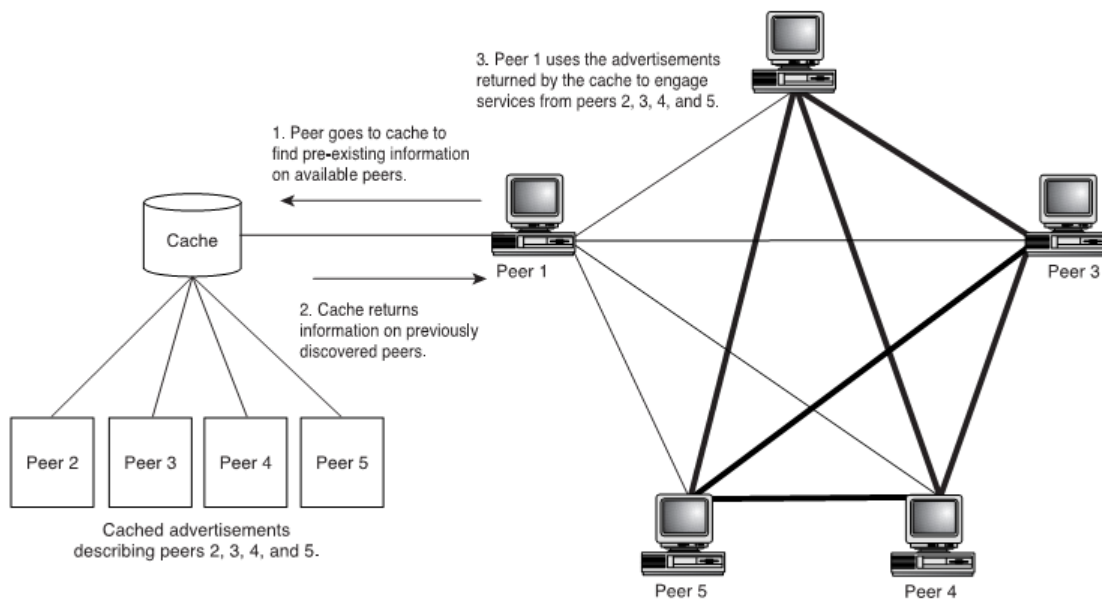 3. Peer 1 uses the advertisements
returned by the cache to engage
services from peers 2, 3, 4, and 5.
1. Peer goes to cache to
find pre-existing information
on available peers.
Cache
Peer 1
Peer 3
2. Cache returns
information on previously
discovered peers.
Peer 2
Peer 3
Peer 4
Peer 5
Cached advertisements
describing peers 2, 3, 4, and 5.
Peer 5
Peer 4